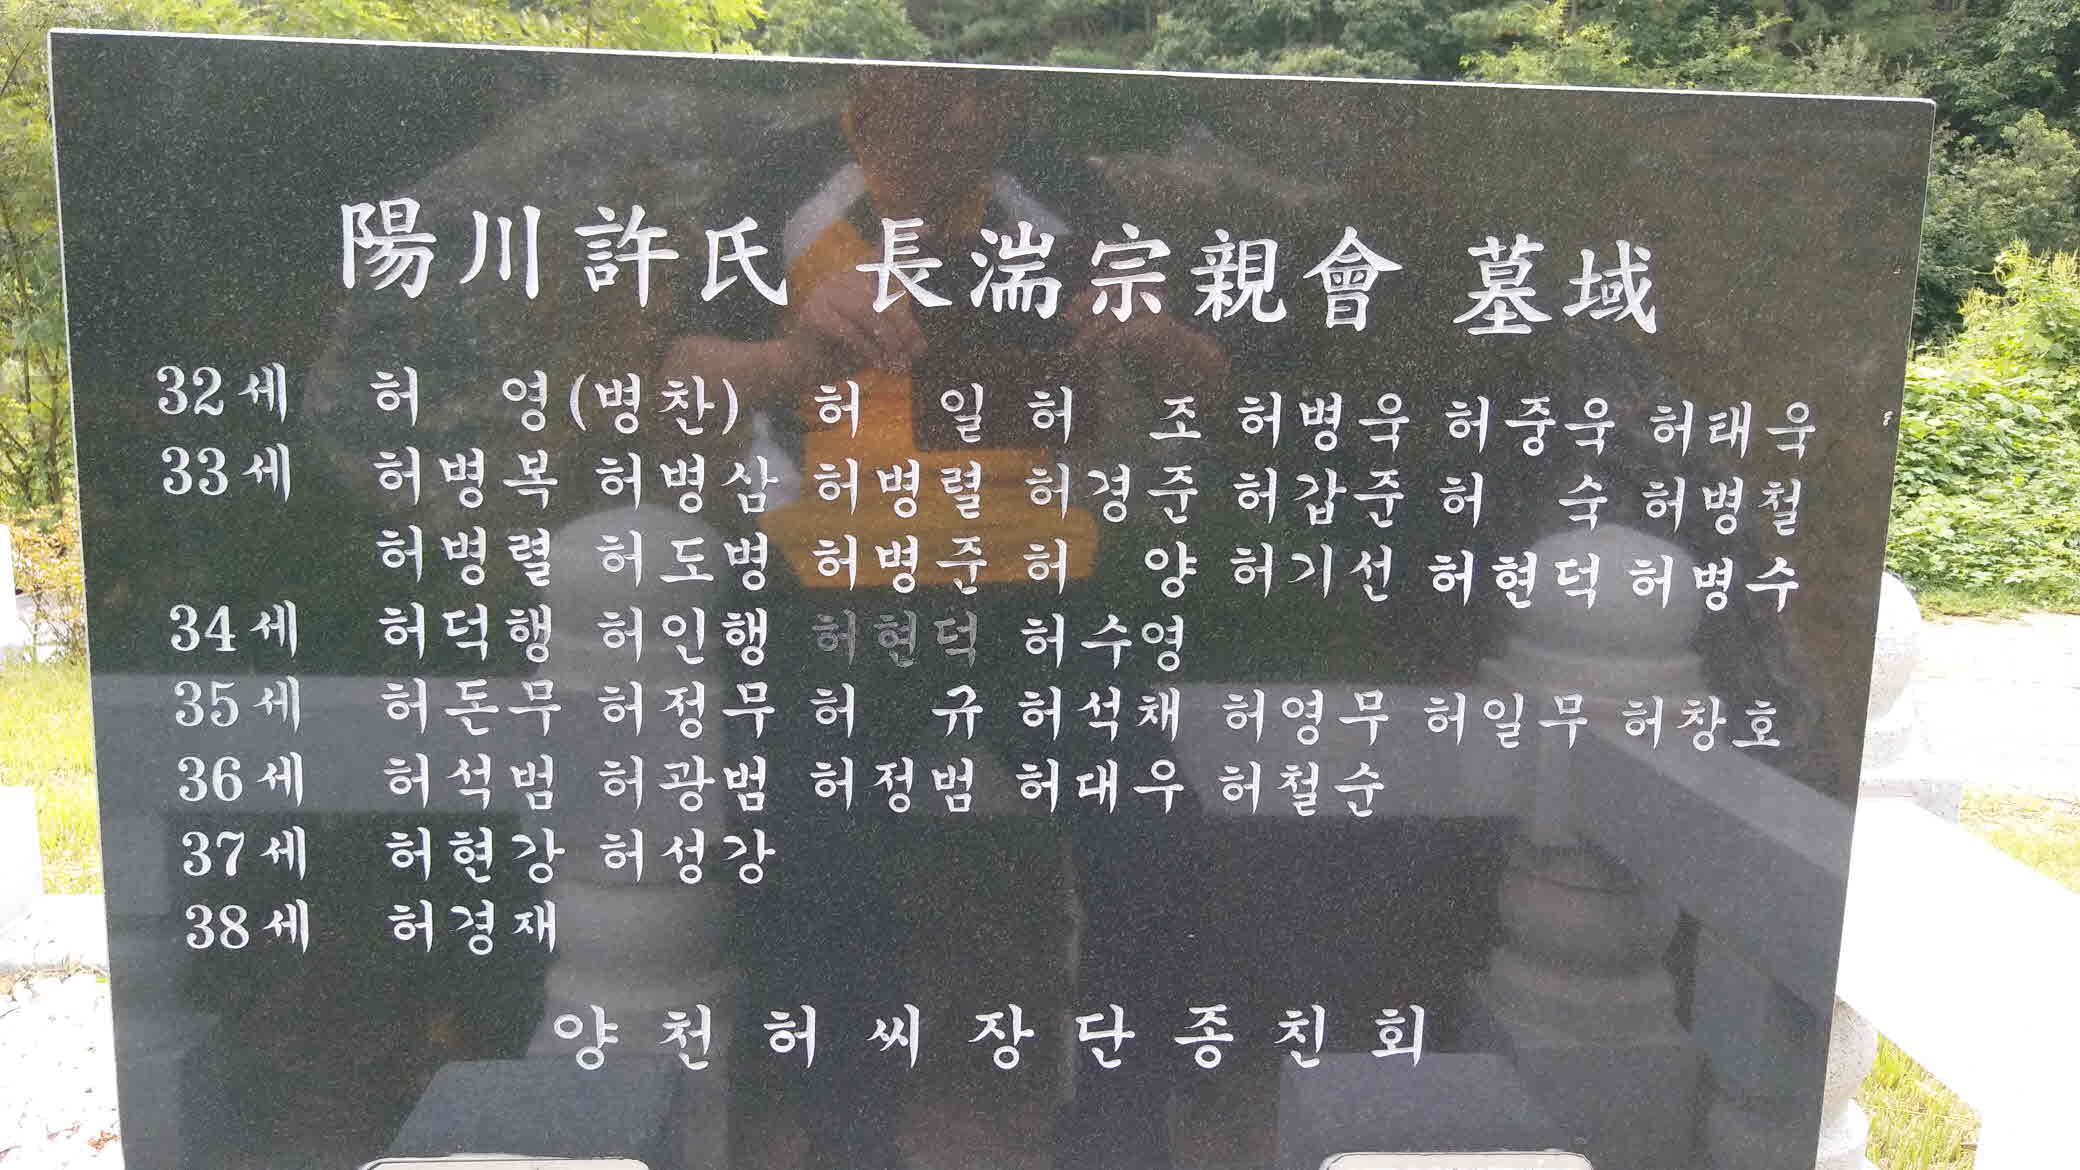 陽川許氏 長湍宗親會 墓域
32세 허 영(병찬) 허 일 허 조 허병욱 허중욱 허태욱
33세 허병복 허병삼 허병렬 허경준 허갑준 허 숙 허병철
허병렬 허도병 허병준 허 양 허기선 허현덕 허병수
34세 허덕행 허인행 허현덕 허수영
35세 허돈무 허정무 허 규 허석채 허영무 허일무 허창호
36세 허석범 허광범 허정범 허대우 허철순
37세 허현강 허성강
38세 허경재
양천허씨장단종친회